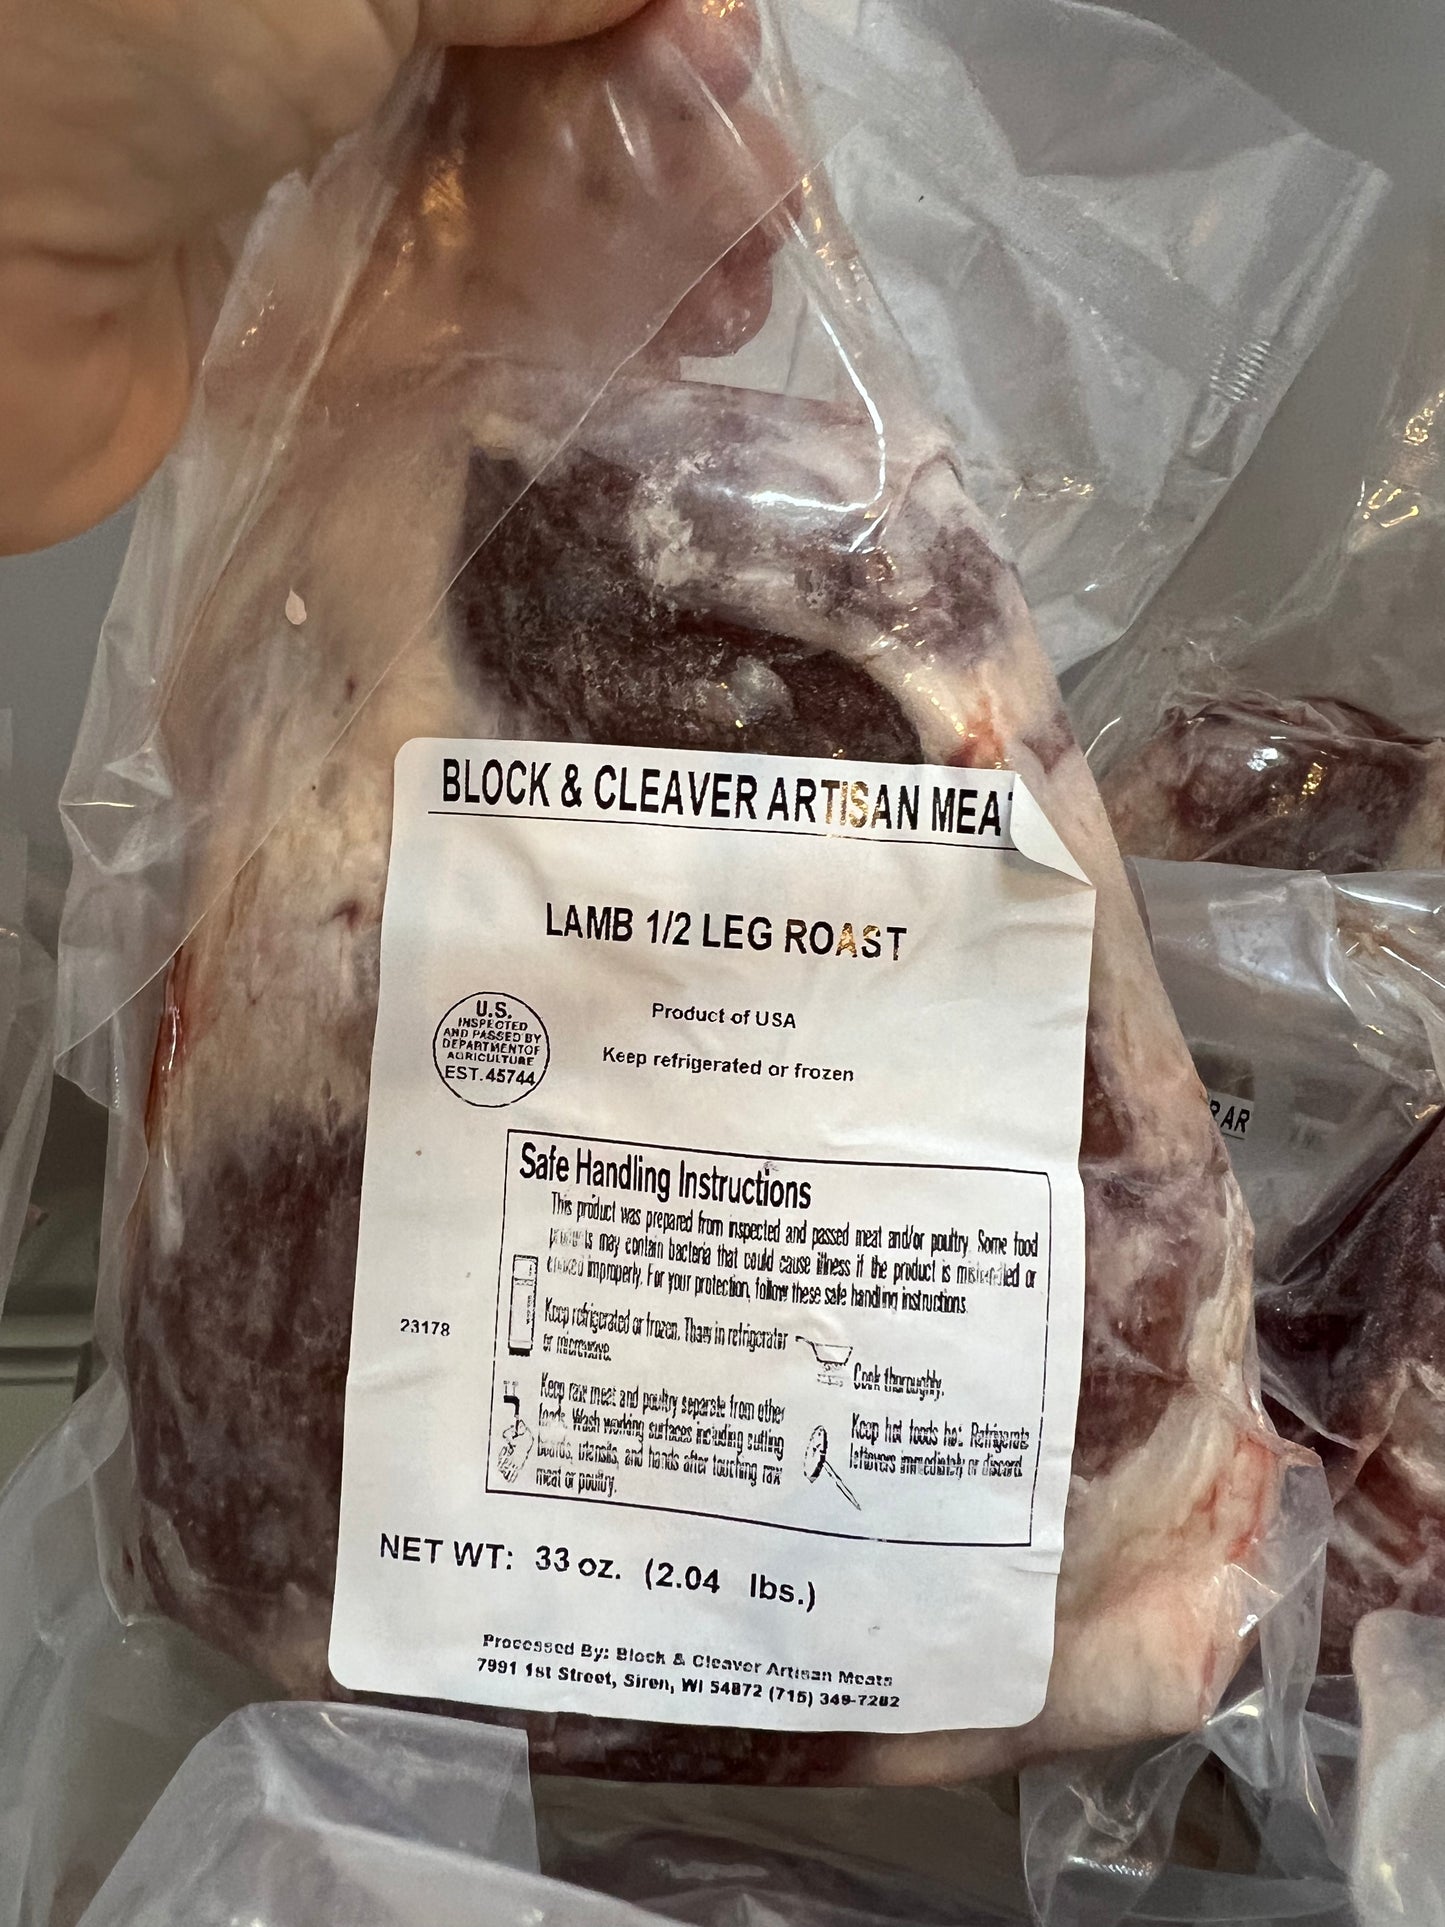 BLOCK & CLEAVER ARTISAN MEA
LAMB 1/2 LEG ROAST
U.S.
INSPECTED
AND PASSED BY
DEPARTMENT OF
AGRICULTURE
EST. 45744
Product of USA
Keep refrigerated or frozen
Safe Handling Instructions
This product was prepared from inspected and passed meat and/or poultry. Some food
products may contain bacteria that could cause illness if the product is mishandled or
cooked improperly. For your protection, follow these safe handling instructions.
Keep refrigerated or frozen. Thaw in refrigerator
or microwave.
Cook thoroughly.
Keep raw meat and poultry separate from other
foods. Wash working surfaces including cutting
boards, utensils, and hands after touching raw
meat or poultry.
Keep hot foods hot. Refrigerate
leftovers immediately or discard.
23178
NET WT: 33 oz. (2.04 lbs.)
Processed By: Block & Cleaver Artisan Meats
7991 1st Street, Siren, WI 54872 (715) 349-7282
R AR